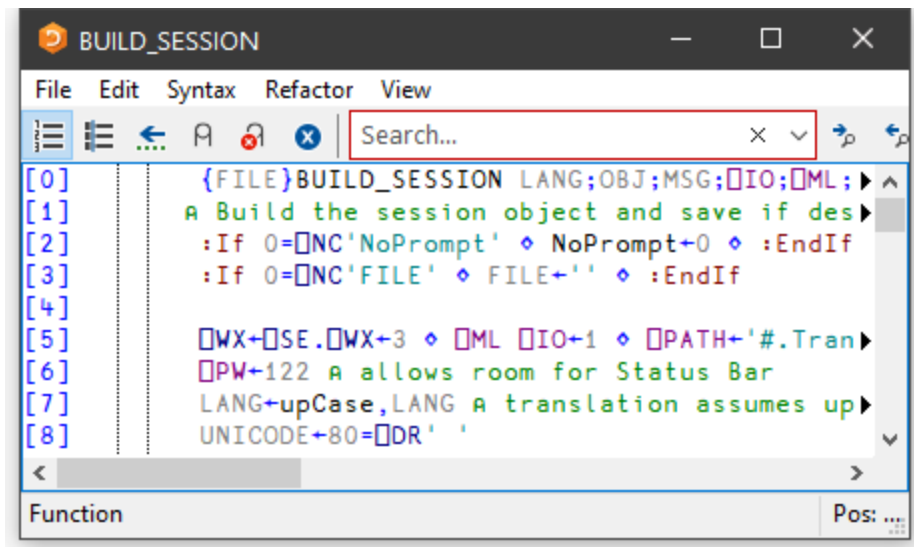 BUILD_SESSION
File Edit Syntax Refactor View
Search...
[0] {FILE}BUILD_SESSION LANG;OBJ;MSG;⎕IO;⎕ML;
[1] ⍝ Build the session object and save if des
[2] :If 0=⎕NC'NoPrompt' ⋄ NoPrompt←0 ⋄ :EndIf
[3] :If 0=⎕NC'FILE' ⋄ FILE←'' ⋄ :EndIf
[4]
[5] ⎕WX←⎕SE.⎕WX←3 ⋄ ⎕ML ⎕IO←1 ⋄ ⎕PATH←'#.Tran
[6] ⎕PW←122 ⍝ allows room for Status Bar
[7] LANG←upCase,LANG ⍝ translation assumes up
[8] UNICODE←80=⎕DR' '
Function Pos: ...